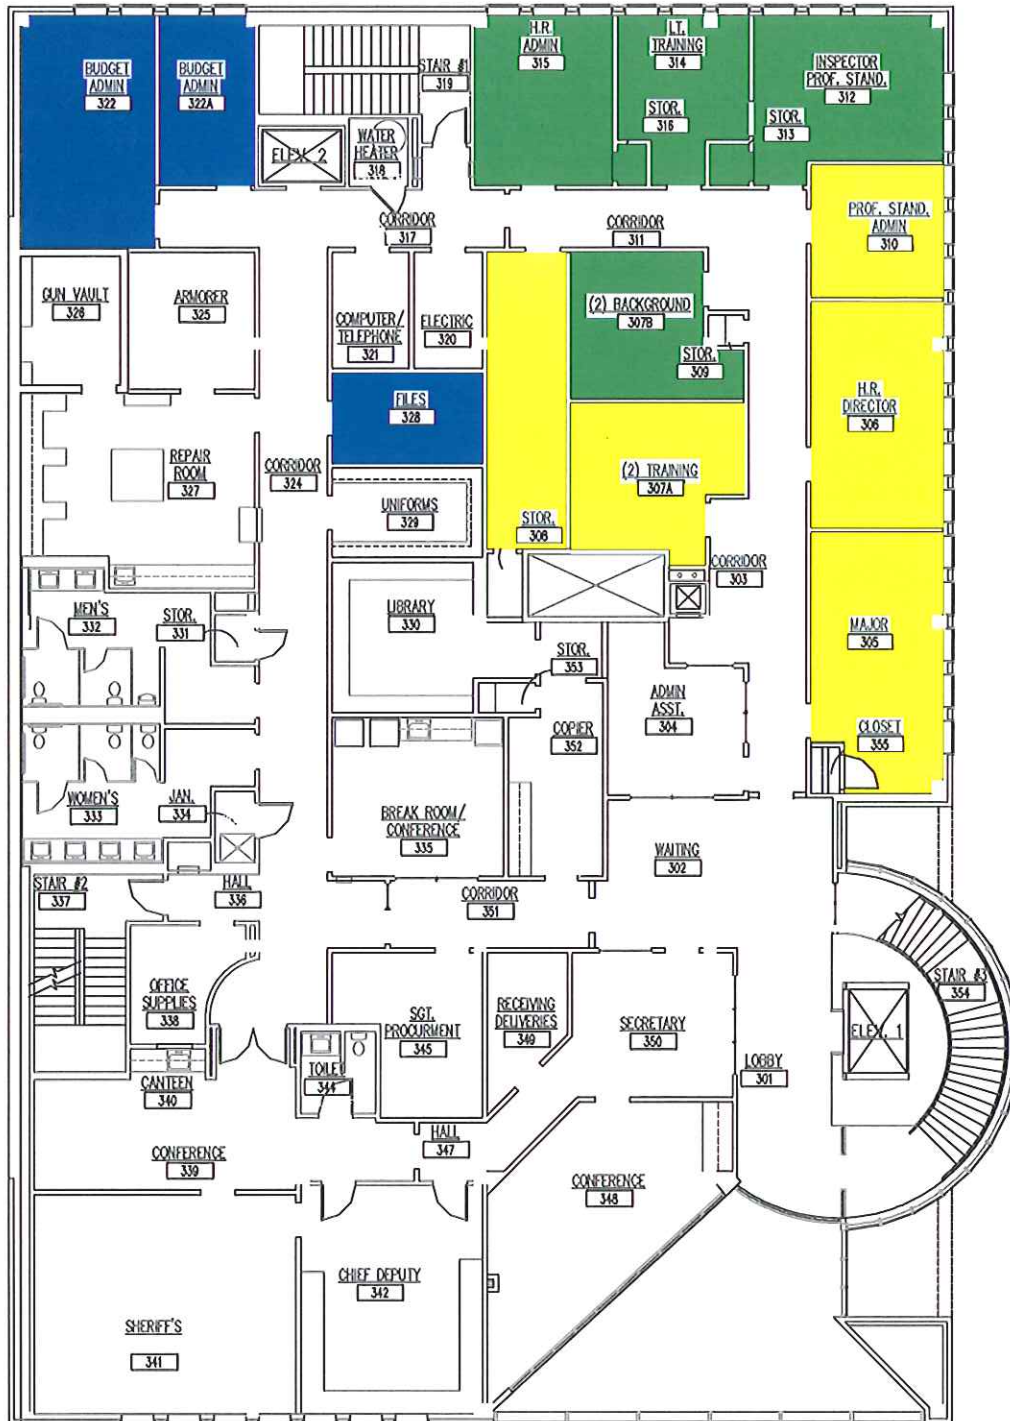 BUDGET
ADMIN
322
BUDGET
ADMIN
322A
STAIR #1
319
H.R.
ADMIN
315
LT.
TRAINING
314
STOR.
316
INSPECTOR
PROF. STAND.
312
STOR.
313
ELEV. 2
WATER
HEATER
318
CORRIDOR
317
CORRIDOR
311
PROF. STAND.
ADMIN
310
GUN VAULT
326
ARMORER
325
COMPUTER/
TELEPHONE
321
ELECTRIC
320
(2) BACKGROUND
307B
STOR.
309
H.R.
DIRECTOR
306
FILES
328
REPAIR
ROOM
327
CORRIDOR
324
UNIFORMS
329
STOR.
308
(2) TRAINING
307A
CORRIDOR
303
MEN'S
332
STOR.
331
LIBRARY
330
STOR.
353
ADMIN
ASST.
304
MAJOR
305
COPIER
352
CLOSET
355
WOMEN'S
333
JAN.
334
BREAK ROOM/
CONFERENCE
335
WAITING
302
STAIR #2
337
HALL
336
CORRIDOR
351
OFFICE
SUPPLIES
338
SGT.
PROCURMENT
345
RECEIVING
DELIVERIES
349
SECRETARY
350
STAIR #3
354
ELEV. 1
LOBBY
301
CANTEEN
340
TOILET
344
HALL
347
CONFERENCE
339
CONFERENCE
348
CHIEF DEPUTY
342
SHERIFF'S
341